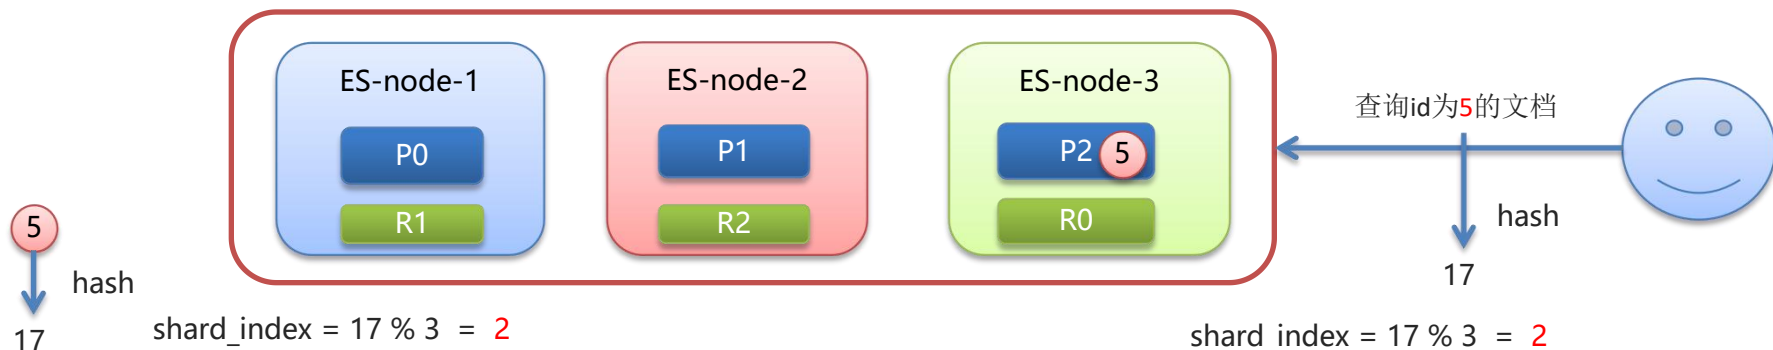 ES-node-1
ES-node-2
ES-node-3
P0
P1
P2
5
R1
R2
R0
查询id为5的文档
hash
17
shard_index = 17 % 3 = 2
5
hash
17
shard_index = 17 % 3 = 2